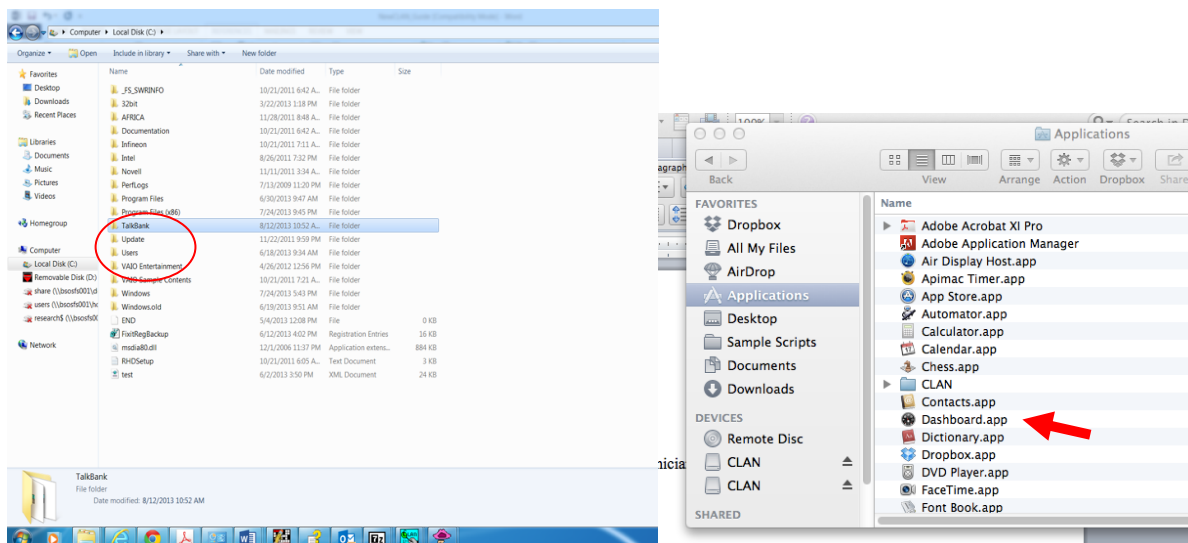 Computer ▸ Local Disk (C:) ▸
Organize ▾ Open Include in library ▾ Share with ▾ New folder
Favorites
Desktop
Downloads
Recent Places
Libraries
Documents
Music
Pictures
Videos
Homegroup
Computer
Local Disk (C:)
Removable Disk (D:)
share (\\bsosfs001\d
users (\\bsosfs001\ho
research$ (\\bsosfs0
Network
Name Date modified Type Size
_FS_SWRINFO 10/21/2011 6:42 A... File folder
32bit 3/22/2013 1:18 PM File folder
AFRICA 11/28/2011 8:48 A... File folder
Documentation 10/21/2011 6:42 A... File folder
Infineon 10/21/2011 7:11 A... File folder
Intel 8/26/2011 7:32 PM File folder
Novell 11/11/2011 3:34 A... File folder
PerfLogs 7/13/2009 11:20 PM File folder
Program Files 6/30/2013 9:47 AM File folder
Program Files (x86) 7/24/2013 9:45 PM File folder
TalkBank 8/12/2013 10:52 A... File folder
Update 11/22/2011 9:59 PM File folder
Users 6/18/2013 9:34 AM File folder
VAIO Entertainment 4/26/2012 12:56 PM File folder
VAIO Sample Contents 10/21/2011 7:21 A... File folder
Windows 7/24/2013 5:43 PM File folder
Windows.old 6/19/2013 9:51 AM File folder
END 5/4/2013 12:08 PM File 0 KB
FixitRegBackup 6/12/2013 4:02 PM Registration Entries 16 KB
msdia80.dll 12/1/2006 11:37 PM Application extens... 884 KB
RHDSetup 10/21/2011 6:05 A... Text Document 3 KB
test 6/2/2013 3:50 PM XML Document 24 KB
TalkBank
File folder
Date modified: 8/12/2013 10:52 AM
100%
Search in D
agraph
nicia
Applications
Back View Arrange Action Dropbox Share
FAVORITES
Dropbox
All My Files
AirDrop
Applications
Desktop
Sample Scripts
Documents
Downloads
DEVICES
Remote Disc
CLAN
CLAN
SHARED
Name
Adobe Acrobat XI Pro
Adobe Application Manager
Air Display Host.app
Apimac Timer.app
App Store.app
Automator.app
Calculator.app
Calendar.app
Chess.app
CLAN
Contacts.app
Dashboard.app
Dictionary.app
Dropbox.app
DVD Player.app
FaceTime.app
Font Book.app